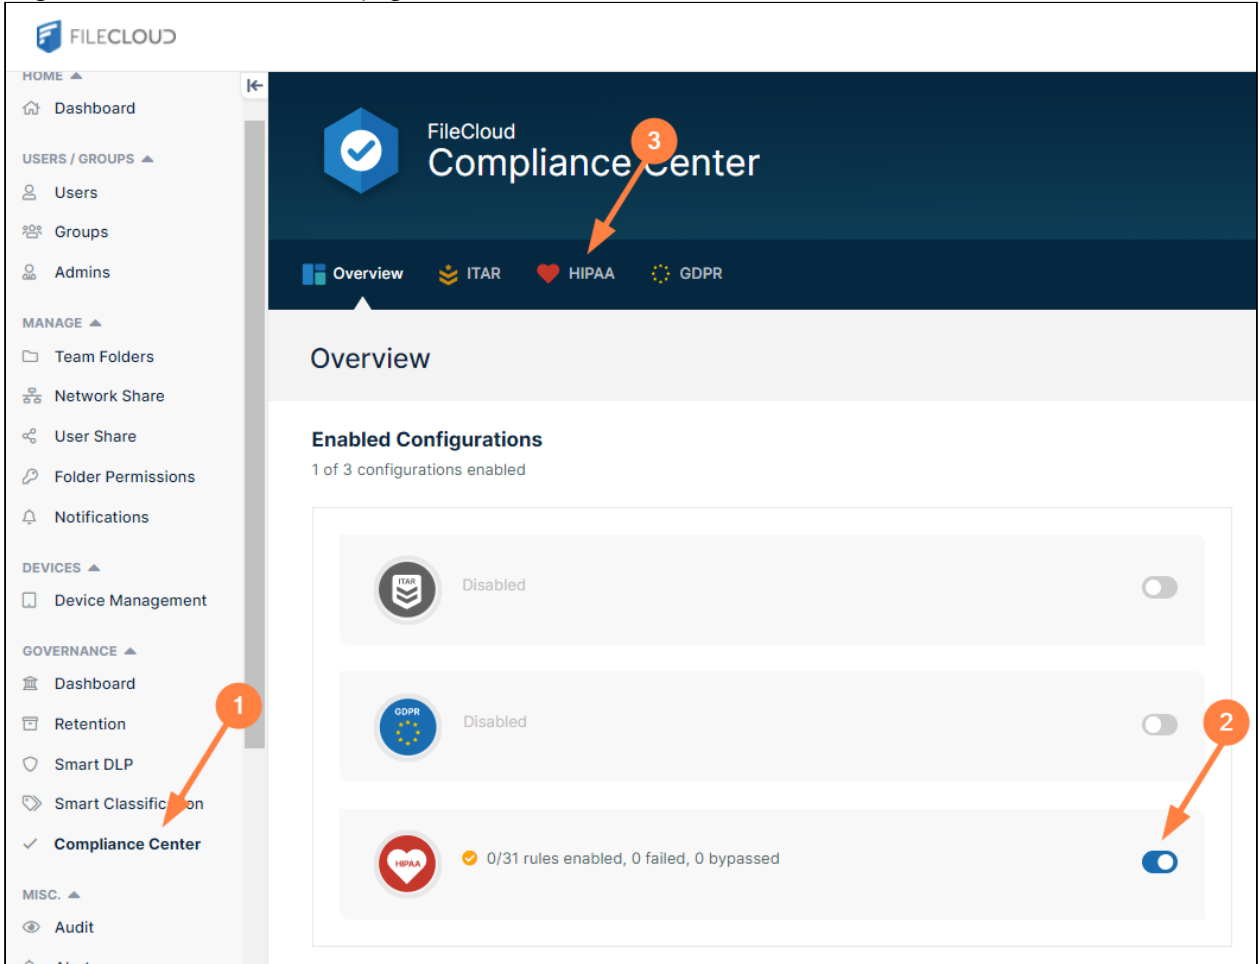 FILECLOUD
HOME
Dashboard
USERS / GROUPS
Users
Groups
Admins
MANAGE
Team Folders
Network Share
User Share
Folder Permissions
Notifications
DEVICES
Device Management
GOVERNANCE
Dashboard
Retention
Smart DLP
Smart Classification
Compliance Center
MISC.
Audit
1
FileCloud
Compliance Center
3
Overview ITAR HIPAA GDPR
Overview
Enabled Configurations
1 of 3 configurations enabled
ITAR Disabled
GDPR Disabled
2
HIPAA 0/31 rules enabled, 0 failed, 0 bypassed